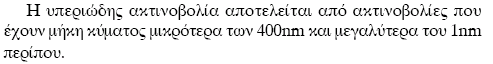 Η υπεριώδης ακτινοβολία αποτελείται από ακτινοβολίες που
έχουν μήκη κύματος μικρότερα των 400nm και μεγαλύτερα του 1nm
περίπου.